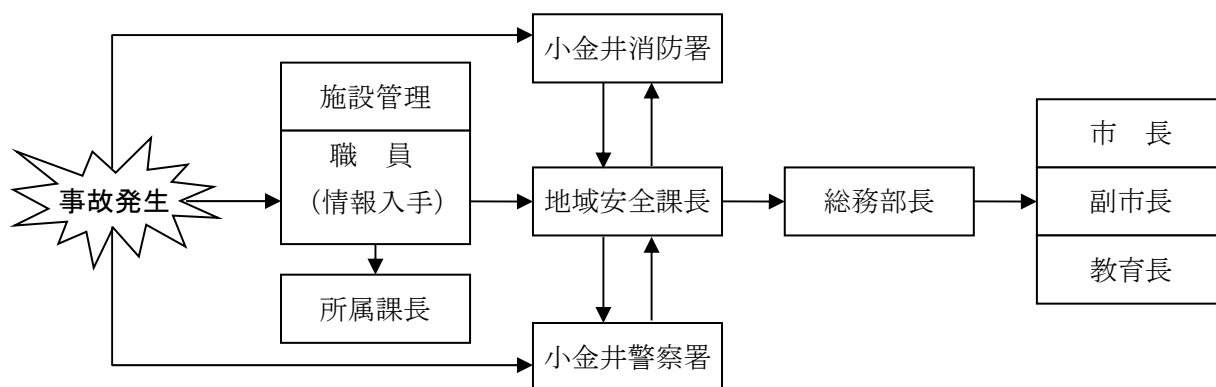 小金井消防署
施設管理
職　員
（情報入手）
事故発生
地域安全課長
総務部長
市　長
副市長
教育長
所属課長
小金井警察署